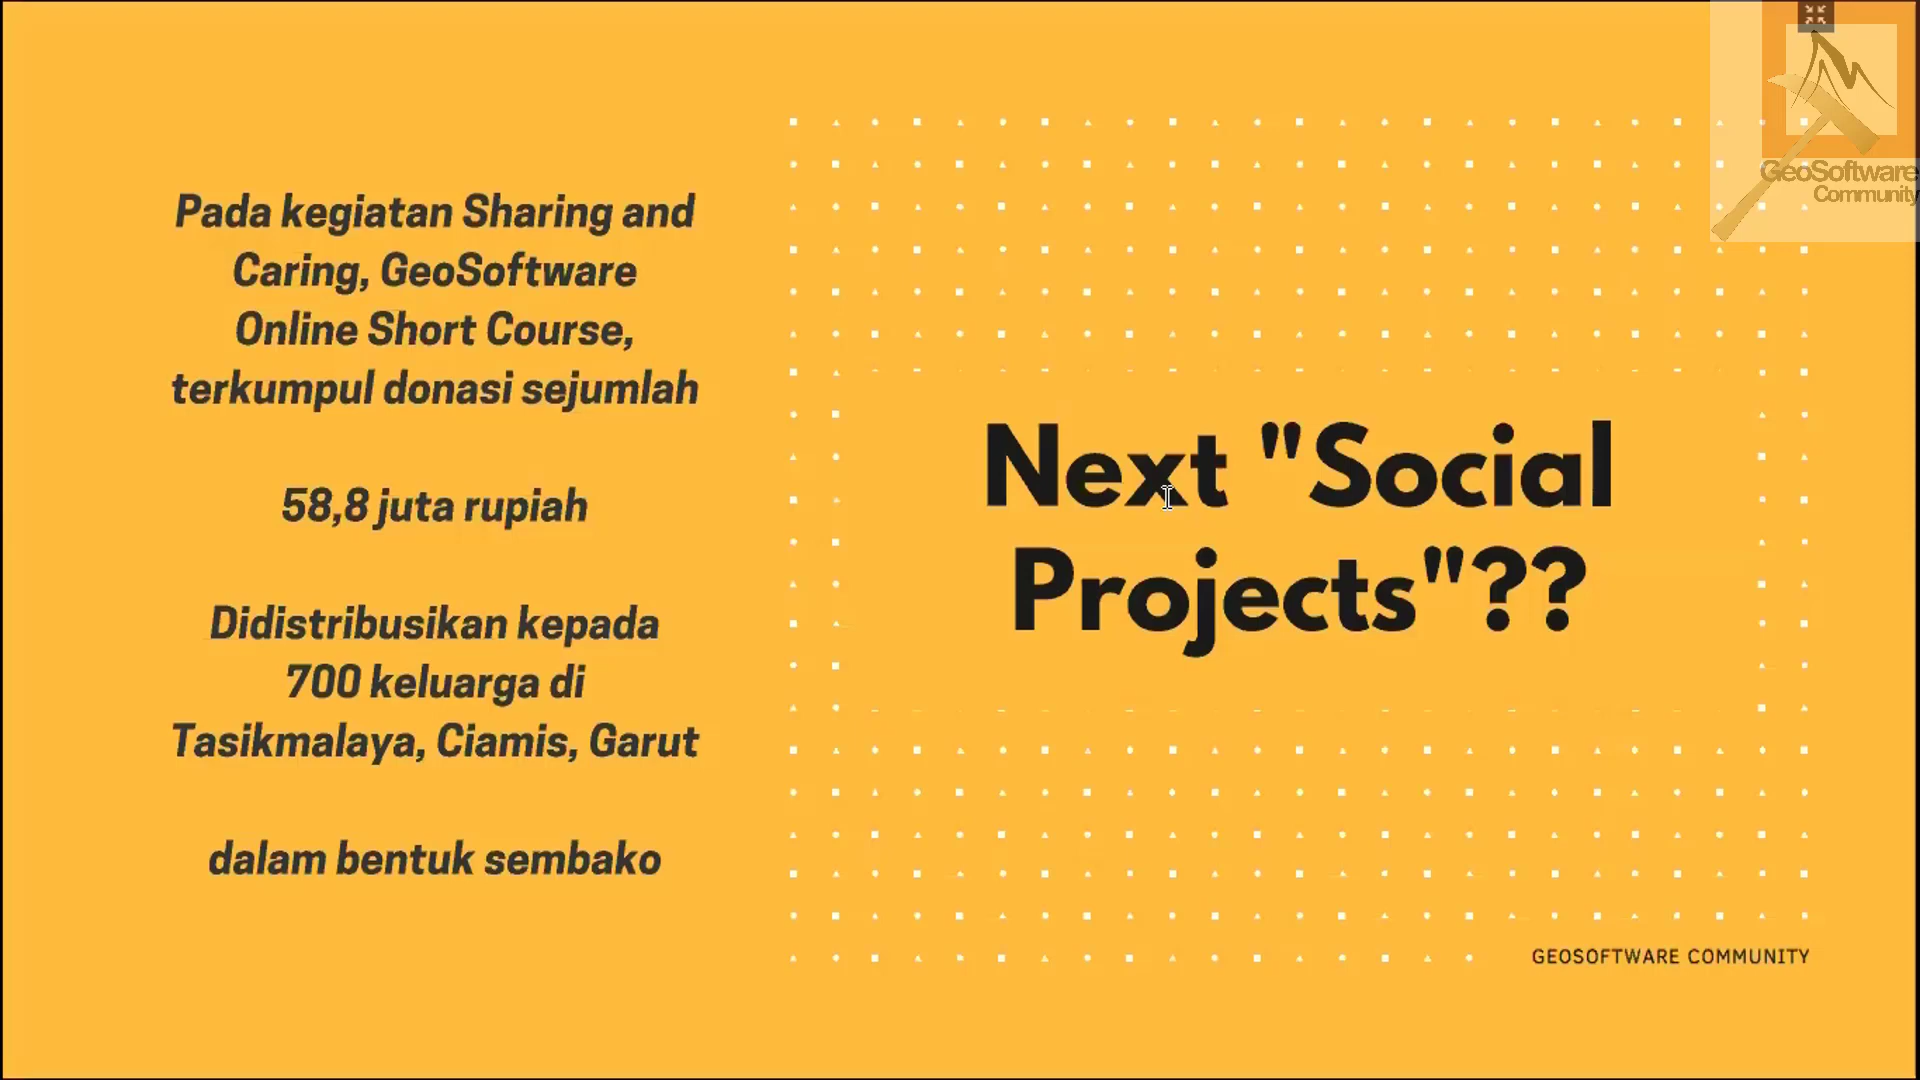 Pada kegiatan Sharing and
Caring, GeoSoftware
Online Short Course,
terkumpul donasi sejumlah
58,8 juta rupiah
Didistribusikan kepada
700 keluarga di
Tasikmalaya, Ciamis, Garut
dalam bentuk sembako
Next "Social
Projects"??
GeoSoftware
Community
GEOSOFTWARE COMMUNITY